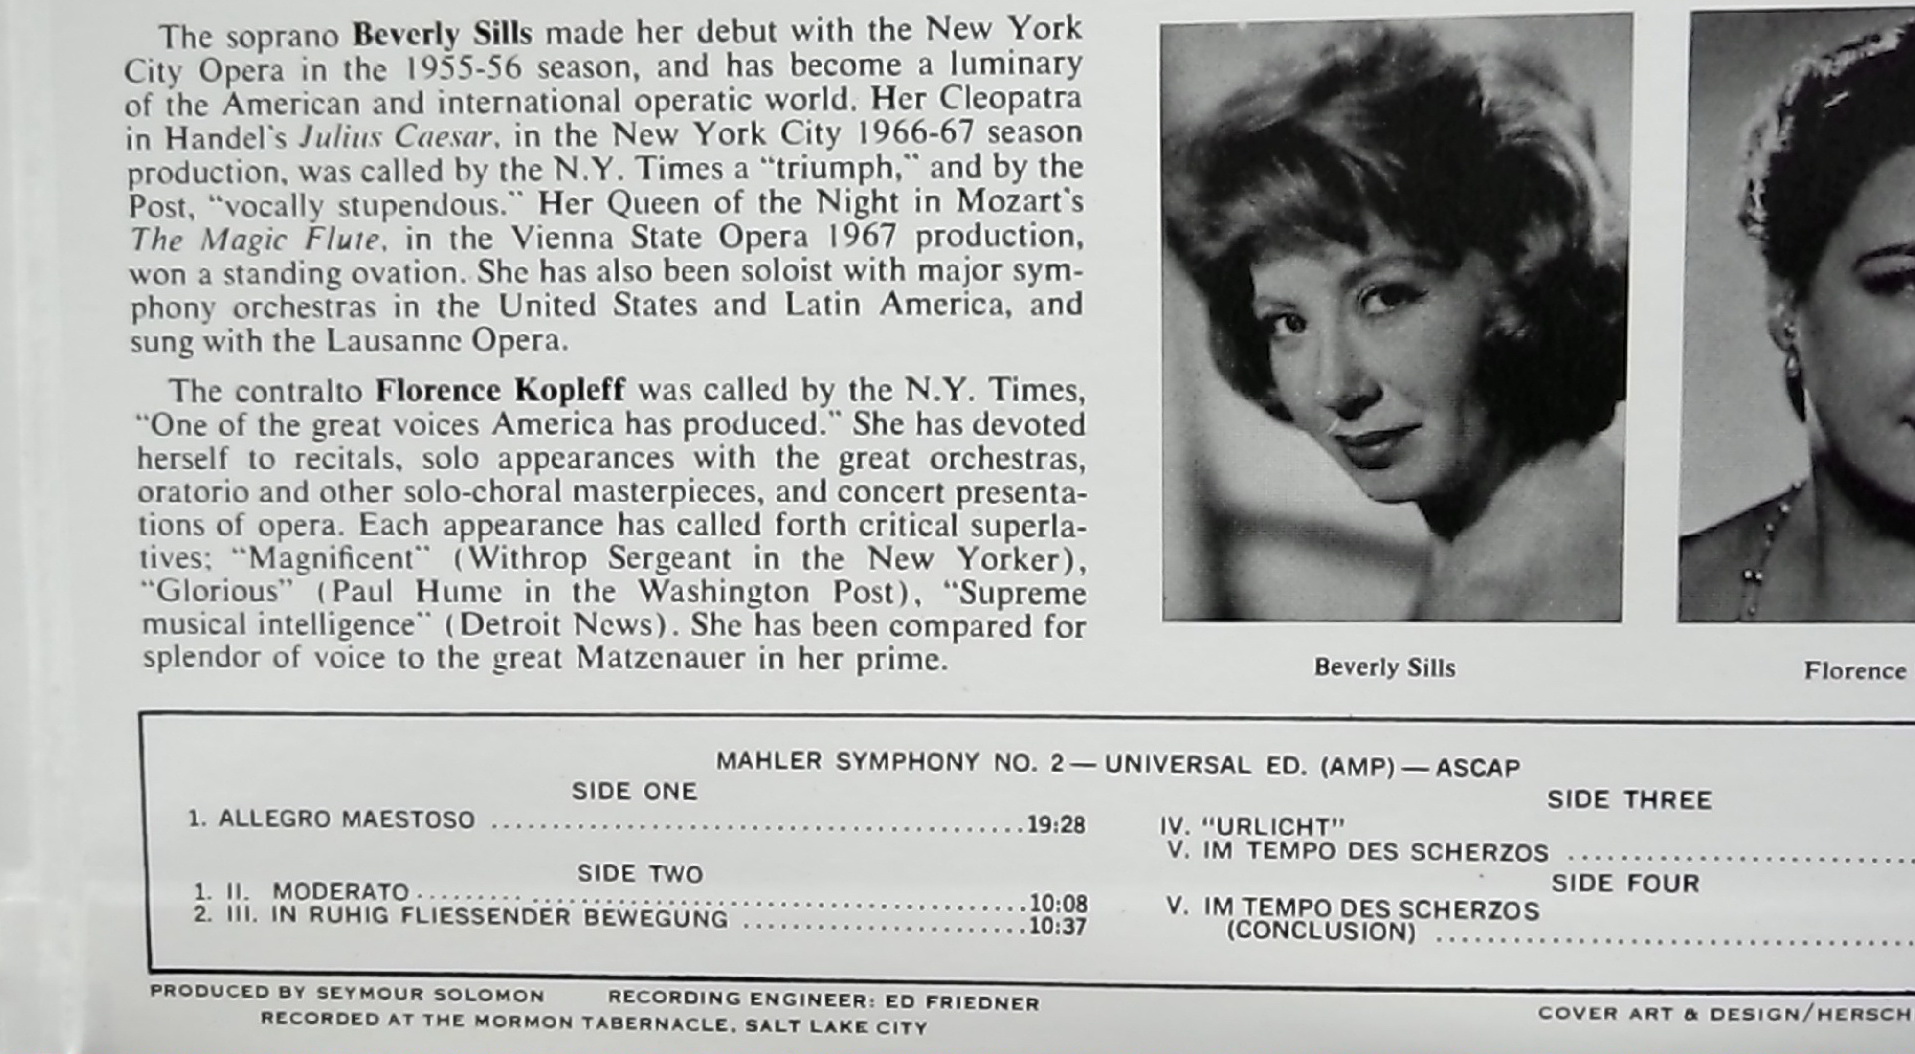 The soprano Beverly Sills made her debut with the New York
City Opera in the 1955-56 season, and has become a luminary
of the American and international operatic world. Her Cleopatra
in Handel's Julius Caesar, in the New York City 1966-67 season
production, was called by the N.Y. Times a "triumph," and by the
Post, "vocally stupendous." Her Queen of the Night in Mozart's
The Magic Flute, in the Vienna State Opera 1967 production,
won a standing ovation. She has also been soloist with major sym-
phony orchestras in the United States and Latin America, and
sung with the Lausanne Opera.
The contralto Florence Kopleff was called by the N.Y. Times,
"One of the great voices America has produced." She has devoted
herself to recitals, solo appearances with the great orchestras,
oratorio and other solo-choral masterpieces, and concert presenta-
tions of opera. Each appearance has called forth critical superla-
tives; "Magnificent" (Withrop Sergeant in the New Yorker),
"Glorious" (Paul Hume in the Washington Post), "Supreme
musical intelligence" (Detroit News). She has been compared for
splendor of voice to the great Matzenauer in her prime.
Beverly Sills
Florence
MAHLER SYMPHONY NO. 2—UNIVERSAL ED. (AMP)—ASCAP
SIDE ONE
1. ALLEGRO MAESTOSO ........ 19:28
SIDE TWO
1. II. MODERATO ........ 10:08
2. III. IN RUHIG FLIESSENDER BEWEGUNG ........ 10:37
SIDE THREE
IV. "URLICHT"
V. IM TEMPO DES SCHERZOS ........
SIDE FOUR
V. IM TEMPO DES SCHERZOS
(CONCLUSION) ........
PRODUCED BY SEYMOUR SOLOMON RECORDING ENGINEER: ED FRIEDNER
RECORDED AT THE MORMON TABERNACLE, SALT LAKE CITY
COVER ART & DESIGN/HERSCH